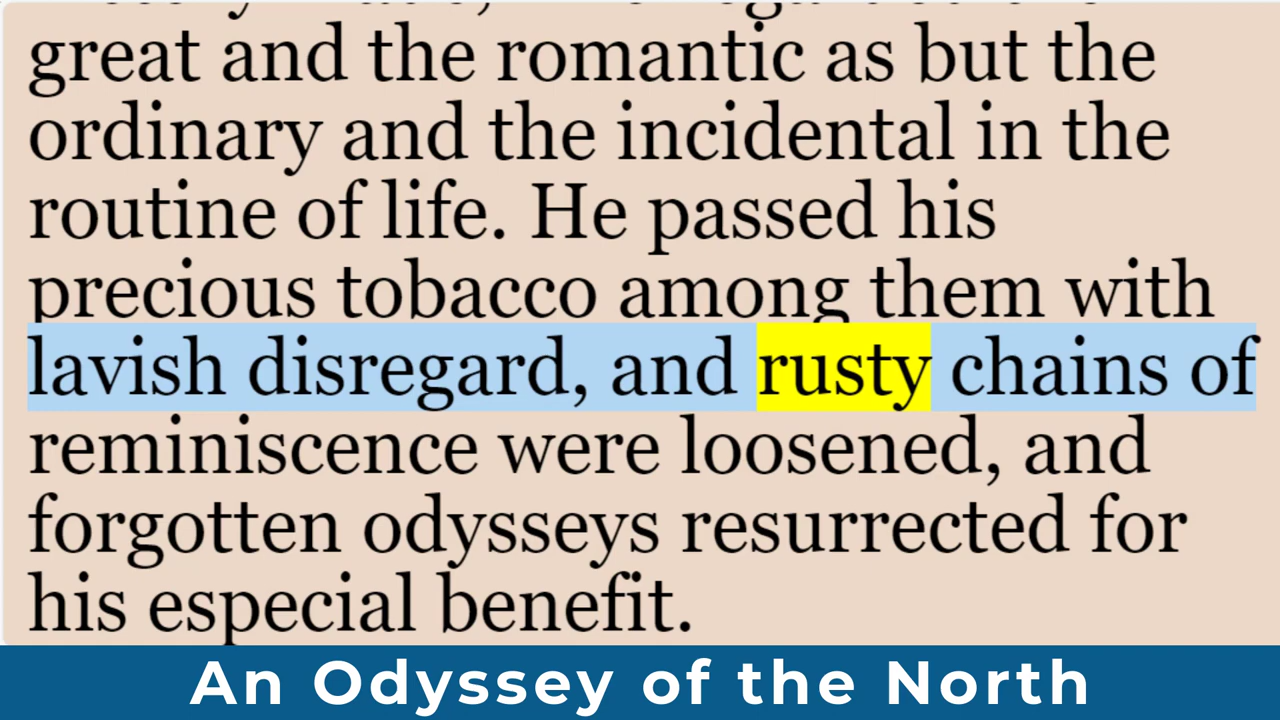 great and the romantic as but the
ordinary and the incidental in the
routine of life. He passed his
precious tobacco among them with
lavish disregard, and rusty chains of
reminiscence were loosened, and
forgotten odysseys resurrected for
his especial benefit.
An Odyssey of the North